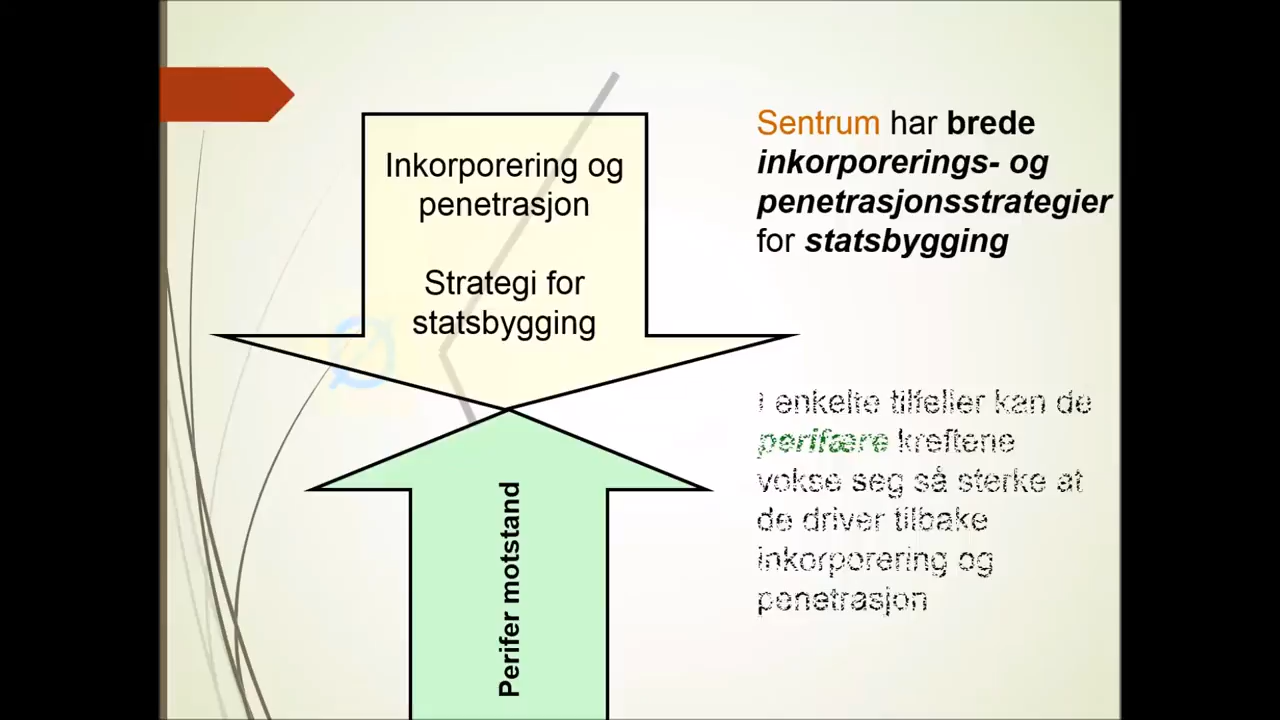 Inkorporering og
penetrasjon
Strategi for
statsbygging
Perifer motstand
Sentrum har brede
inkorporerings- og
penetrasjonsstrategier
for statsbygging
I enkelte tilfeller kan de
perifære kreftene
vokse seg så sterke at
de driver tilbake
inkorporering og
penetrasjon